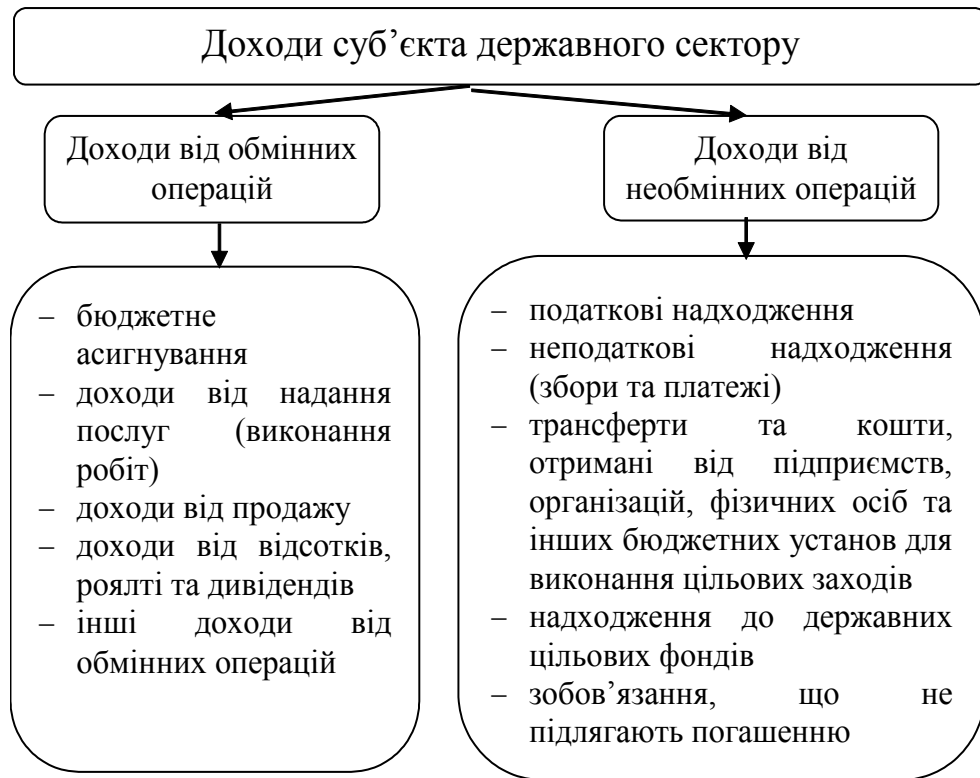 Доходи суб’єкта державного сектору
Доходи від обмінних
операцій
Доходи від
необмінних операцій
– бюджетне
асигнування
– доходи від надання
послуг (виконання
робіт)
– доходи від продажу
– доходи від відсотків,
роялті та дивідендів
– інші доходи від
обмінних операцій
– податкові надходження
– неподаткові надходження
(збори та платежі)
– трансферти та кошти,
отримані від підприємств,
організацій, фізичних осіб та
інших бюджетних установ для
виконання цільових заходів
– надходження до державних
цільових фондів
– зобов’язання, що не
підлягають погашенню